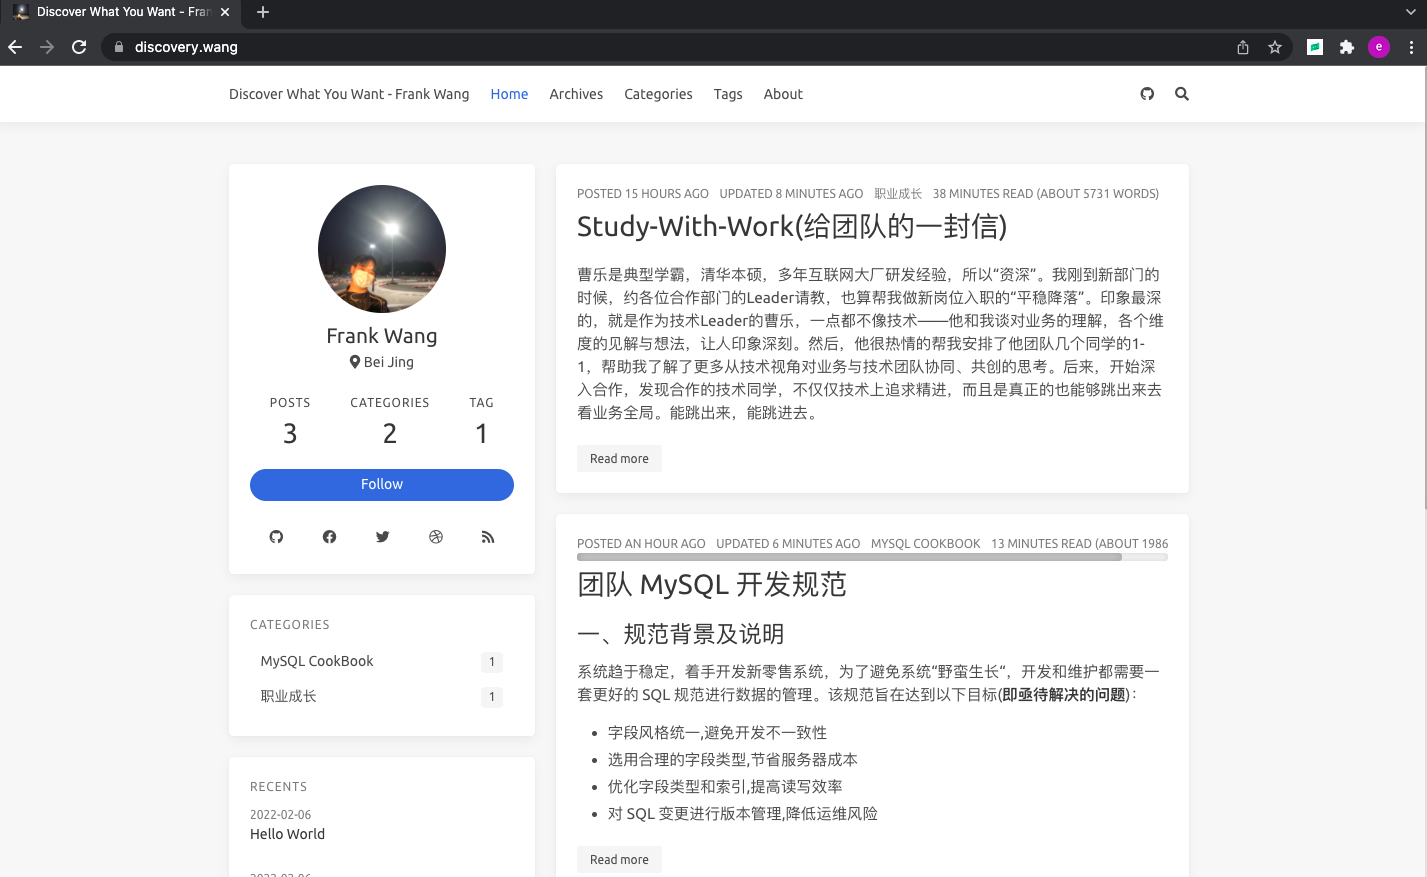 Discover What You Want - Fran
discovery.wang
e
Discover What You Want - Frank Wang Home Archives Categories Tags About
Frank Wang
Bei Jing
POSTS CATEGORIES TAG
3 2 1
Follow
CATEGORIES
MySQL CookBook 1
职业成长 1
RECENTS
2022-02-06
Hello World
2022-02-06
POSTED 15 HOURS AGO UPDATED 8 MINUTES AGO 职业成长 38 MINUTES READ (ABOUT 5731 WORDS)
Study-With-Work(给团队的一封信)
曹乐是典型学霸，清华本硕，多年互联网大厂研发经验，所以“资深”。我刚到新部门的
时候，约各位合作部门的Leader请教，也算帮我做新岗位入职的“平稳降落”。印象最深
的，就是作为技术Leader的曹乐，一点都不像技术——他和我谈对业务的理解，各个维
度的见解与想法，让人印象深刻。然后，他很热情的帮我安排了他团队几个同学的1-
1，帮助我了解了更多从技术视角对业务与技术团队协同、共创的思考。后来，开始深
入合作，发现合作的技术同学，不仅仅技术上追求精进，而且是真正的也能够跳出来去
看业务全局。能跳出来，能跳进去。
Read more
POSTED AN HOUR AGO UPDATED 6 MINUTES AGO MYSQL COOKBOOK 13 MINUTES READ (ABOUT 1986
团队 MySQL 开发规范
一、规范背景及说明
系统趋于稳定，着手开发新零售系统，为了避免系统“野蛮生长“，开发和维护都需要一
套更好的 SQL 规范进行数据的管理。该规范旨在达到以下目标(即亟待解决的问题)：
• 字段风格统一,避免开发不一致性
• 选用合理的字段类型,节省服务器成本
• 优化字段类型和索引,提高读写效率
• 对 SQL 变更进行版本管理,降低运维风险
Read more